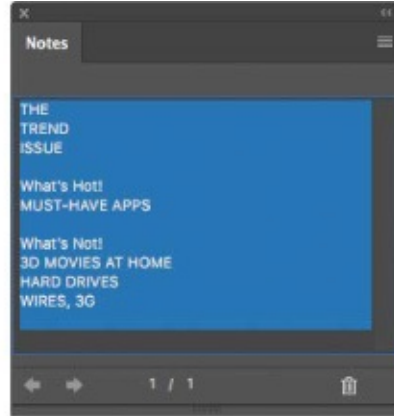 Notes
THE
TREND
ISSUE
What's Hot!
MUST-HAVE APPS
What's Not!
3D MOVIES AT HOME
HARD DRIVES
WIRES, 3G
1 / 1